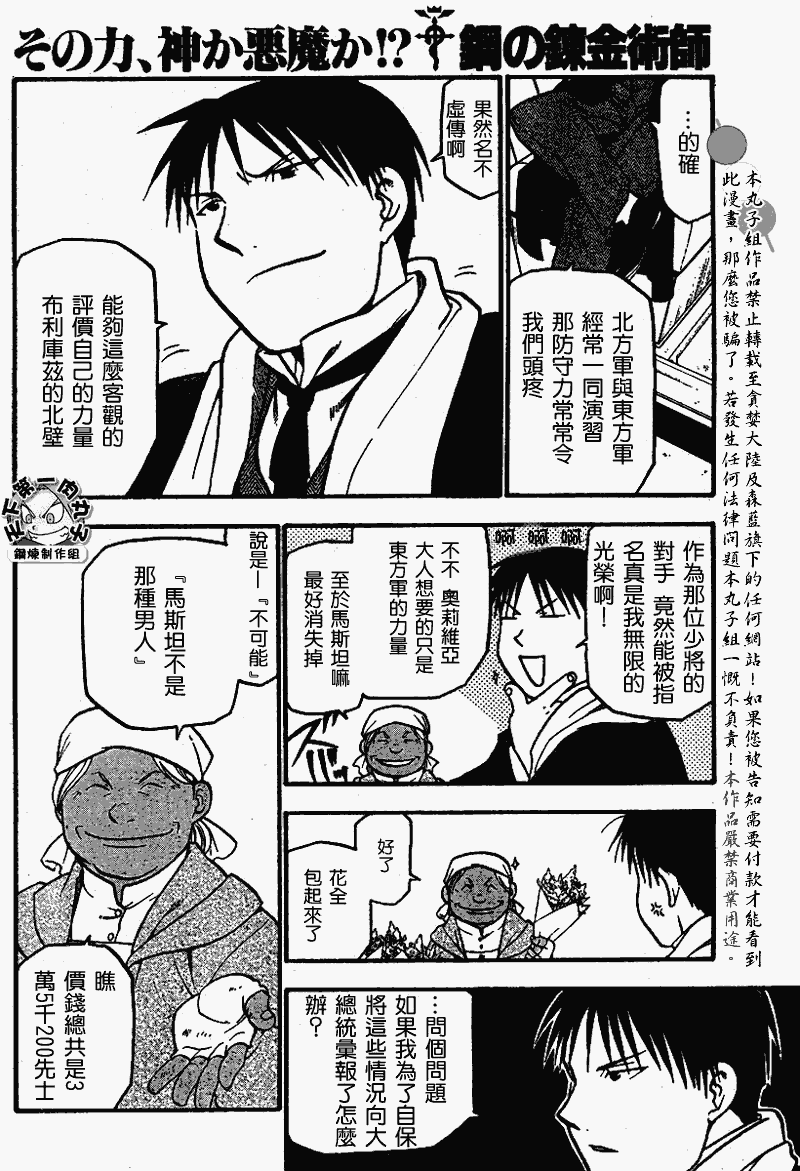 その力、神か悪魔か!?
鋼の錬金術師
…的確
北方軍與東方軍
經常一同演習
那防守力常常令
我們頭疼
果然名不
虛傳啊
能夠這麼客觀的
評價自己的力量
布利庫茲的北壁
作為那位少將的
對手 竟然能被指
名真是我無限的
光榮啊!
不不 奧莉維亞
大人想要的只是
東方軍的力量
至於馬斯坦嘛
最好消失掉
說是—『不可能』
『馬斯坦不是
那種男人』
好了
花全
包起來了
瞧
價錢總共是3
萬5千200先士
…問個問題
如果我為了自保
將這些情況向大
總統彙報了怎麼
辦?
本丸子組作品禁止轉載至貪婪大陸及森藍旗下的任何網站!如果您被告知需要付款才能看到
此漫畫,那麼您被騙了。若發生任何法律問題本丸子組一慨不負責!本作品嚴禁商業用途。
天下第一肉丸子
鋼煉制作組